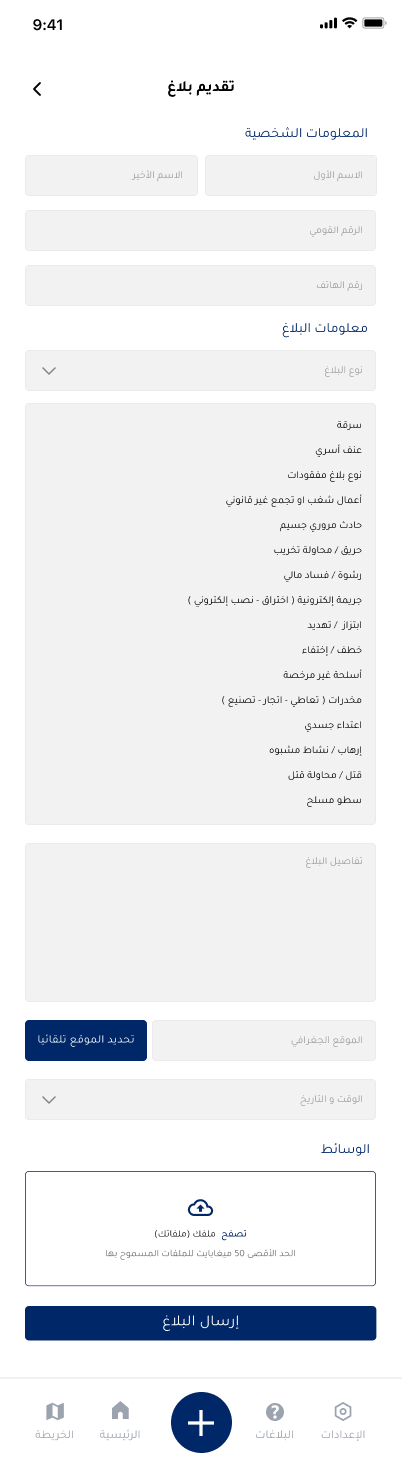 9:41
تقديم بلاغ
المعلومات الشخصية
الاسم الأول
الاسم الأخير
الرقم القومي
رقم الهاتف
معلومات البلاغ
نوع البلاغ
سرقة
عنف أسري
نوع بلاغ مفقودات
أعمال شغب او تجمع غير قانوني
حادث مروري جسيم
حريق / محاولة تخريب
رشوة / فساد مالي
جريمة إلكترونية ( اختراق - نصب إلكتروني )
ابتزاز / تهديد
خطف / إختفاء
أسلحة غير مرخصة
مخدرات ( تعاطي - اتجار - تصنيع )
اعتداء جسدي
إرهاب / نشاط مشبوه
قتل / محاولة قتل
سطو مسلح
تفاصيل البلاغ
الموقع الجغرافي
تحديد الموقع تلقائيا
الوقت و التاريخ
الوسائط
تصفح ملفك (ملفاتك)
الحد الأقصى 50 ميغابايت للملفات المسموح بها
إرسال البلاغ
الإعدادات
البلاغات
الرئيسية
الخريطة